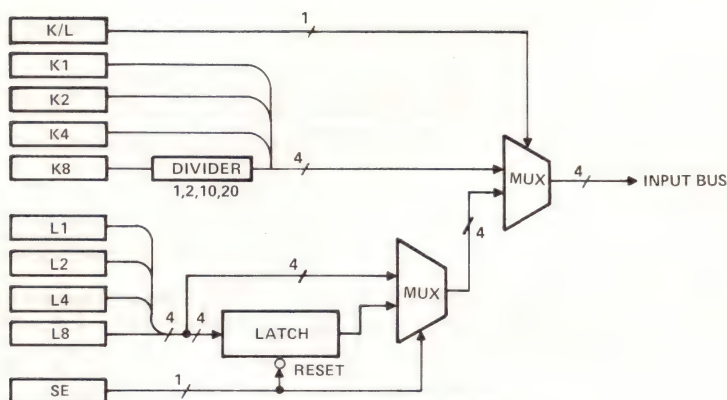 K/L
1
K1
K2
K4
K8
DIVIDER
1,2,10,20
4
MUX
4
INPUT BUS
4
L1
L2
L4
L8
4
4
4
LATCH
MUX
RESET
SE
1